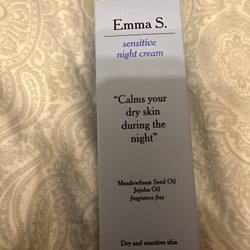 Emma S.
sensitive
night cream
“Calms your
dry skin
during the
night”
Meadowfoam Seed Oil
Jojoba Oil
fragrance free
Dry and sensitive skin